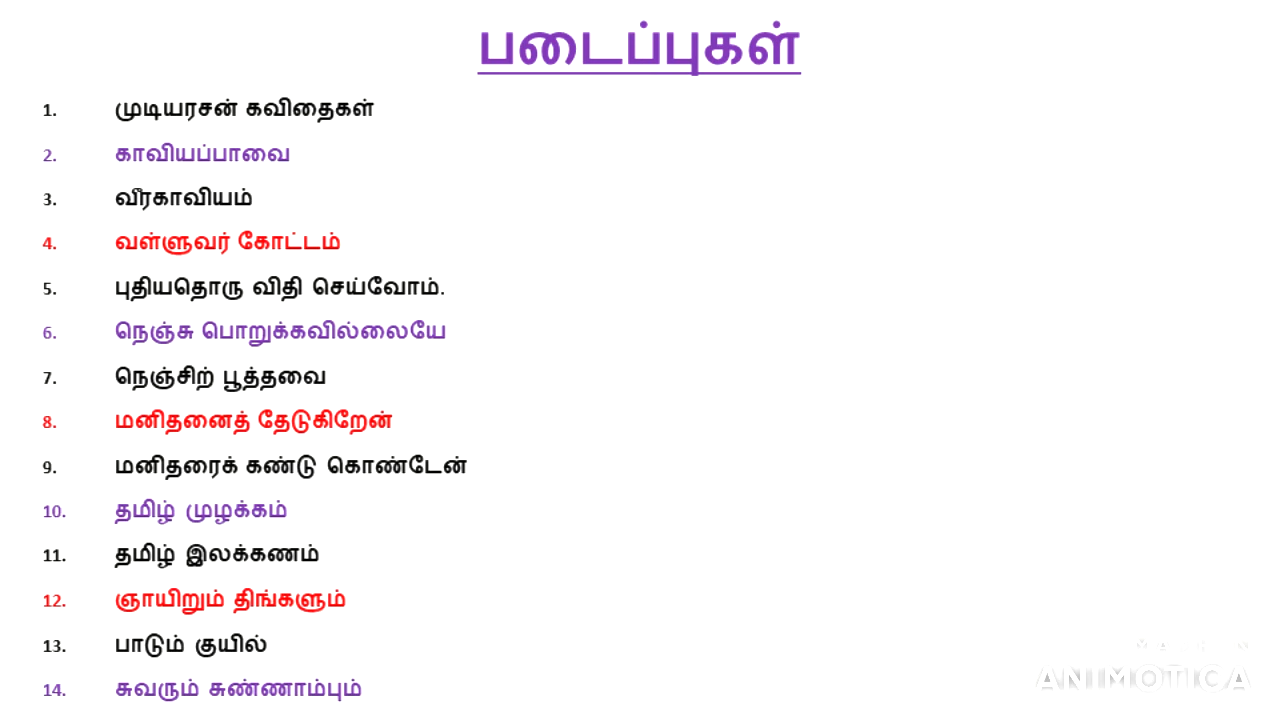 படைப்புகள்
1. முடியரசன் கவிதைகள்
2. காவியப்பாவை
3. வீரகாவியம்
4. வள்ளுவர் கோட்டம்
5. புதியதொரு விதி செய்வோம்.
6. நெஞ்சு பொறுக்கவில்லையே
7. நெஞ்சிற் பூத்தவை
8. மனிதனைத் தேடுகிறேன்
9. மனிதரைக் கண்டு கொண்டேன்
10. தமிழ் முழக்கம்
11. தமிழ் இலக்கணம்
12. ஞாயிறும் திங்களும்
13. பாடும் குயில்
14. சுவரும் சுண்ணாம்பும்
ANIMOTICA